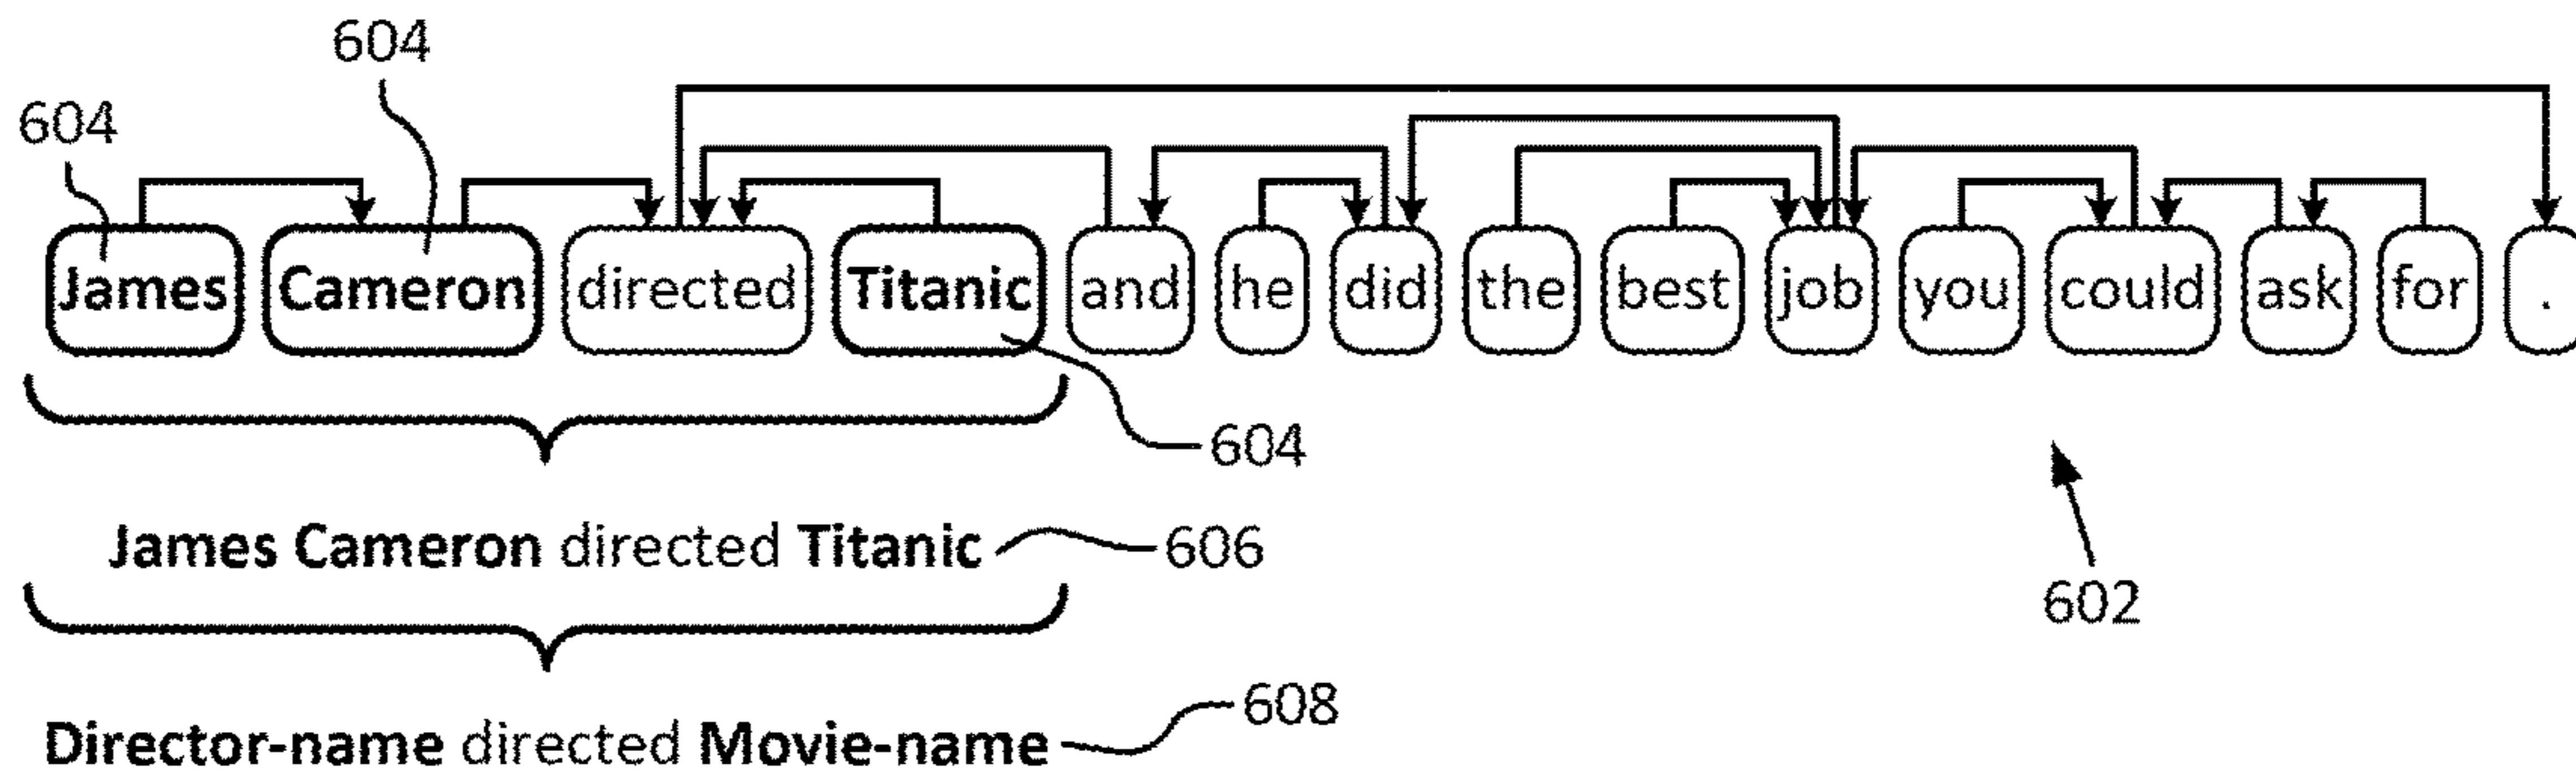 604
604
James Cameron directed Titanic and he did the best job you could ask for .
604
James Cameron directed Titanic 606
602
Director-name directed Movie-name 608